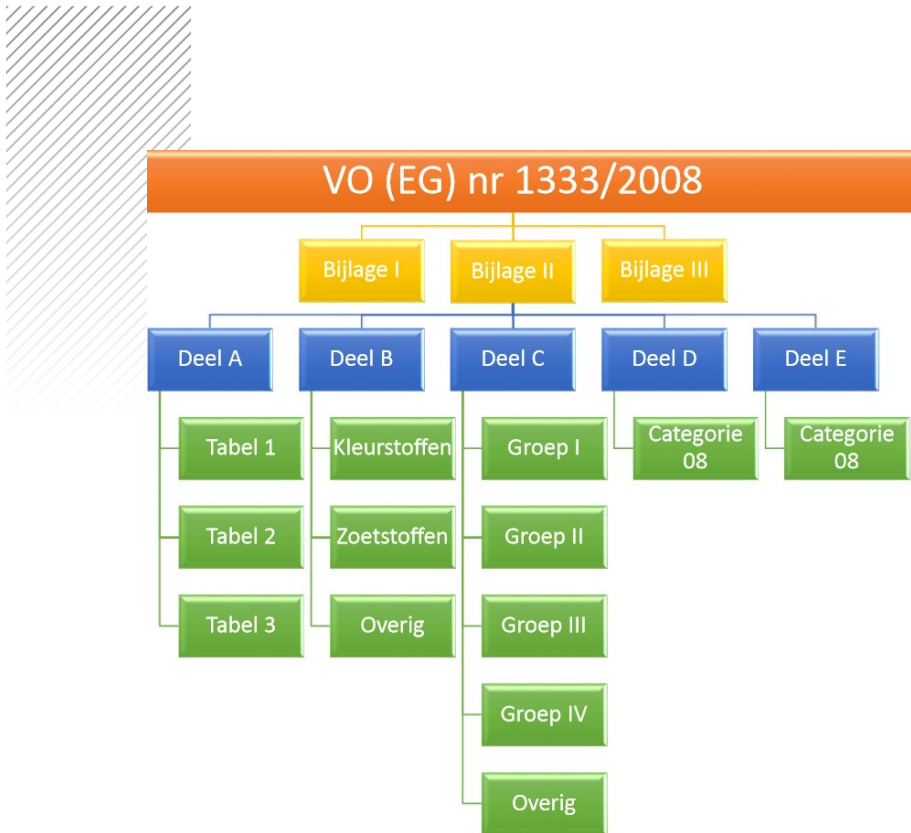 VO (EG) nr 1333/2008
Bijlage I
Bijlage II
Bijlage III
Deel A
Deel B
Deel C
Deel D
Deel E
Tabel 1
Kleurstoffen
Groep I
Categorie
08
Categorie
08
Tabel 2
Zoetstoffen
Groep II
Tabel 3
Overig
Groep III
Groep IV
Overig